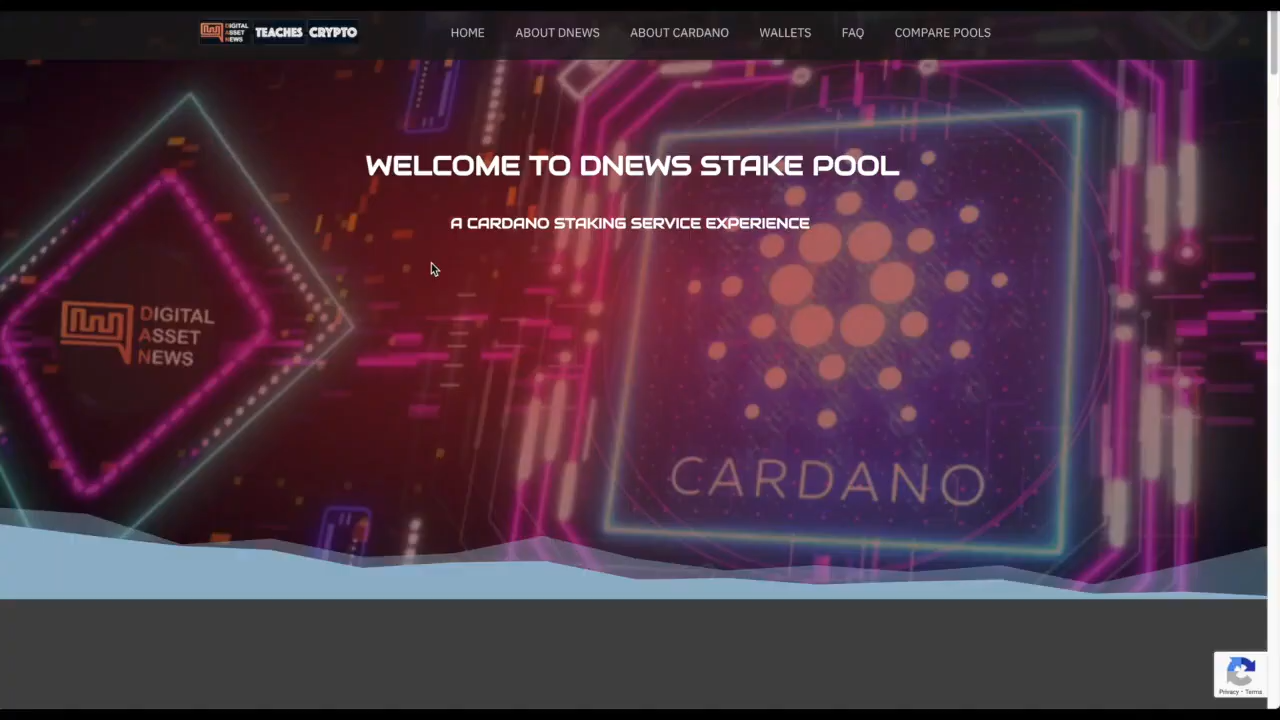 DIGITAL
ASSET
NEWS
TEACHES CRYPTO
HOME ABOUT DNEWS ABOUT CARDANO WALLETS FAQ COMPARE POOLS
WELCOME TO DNEWS STAKE POOL
A CARDANO STAKING SERVICE EXPERIENCE
DIGITAL
ASSET
NEWS
CARDANO
Privacy - Terms